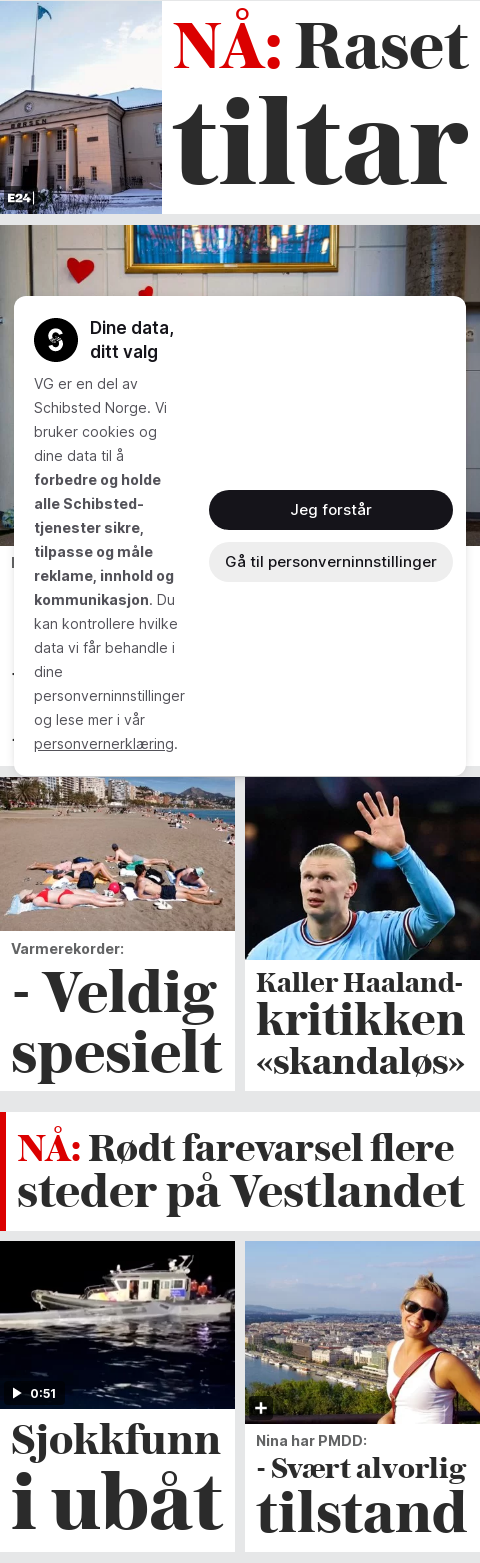 NÅ: Raset
tiltar
BØRSEN
E24
Dine data,
ditt valg
VG er en del av
Schibsted Norge. Vi
bruker cookies og
dine data til å
forbedre og holde
alle Schibsted-
tjenester sikre,
tilpasse og måle
reklame, innhold og
kommunikasjon. Du
kan kontrollere hvilke
data vi får behandle i
dine
personverninnstillinger
og lese mer i vår
personvernerklæring.
Jeg forstår
Gå til personverninnstillinger
Varmerekorder:
- Veldig
spesielt
Kaller Haaland-
kritikken
«skandaløs»
NÅ: Rødt farevarsel flere
steder på Vestlandet
0:51
Sjokkfunn
i ubåt
Nina har PMDD:
- Svært alvorlig
tilstand